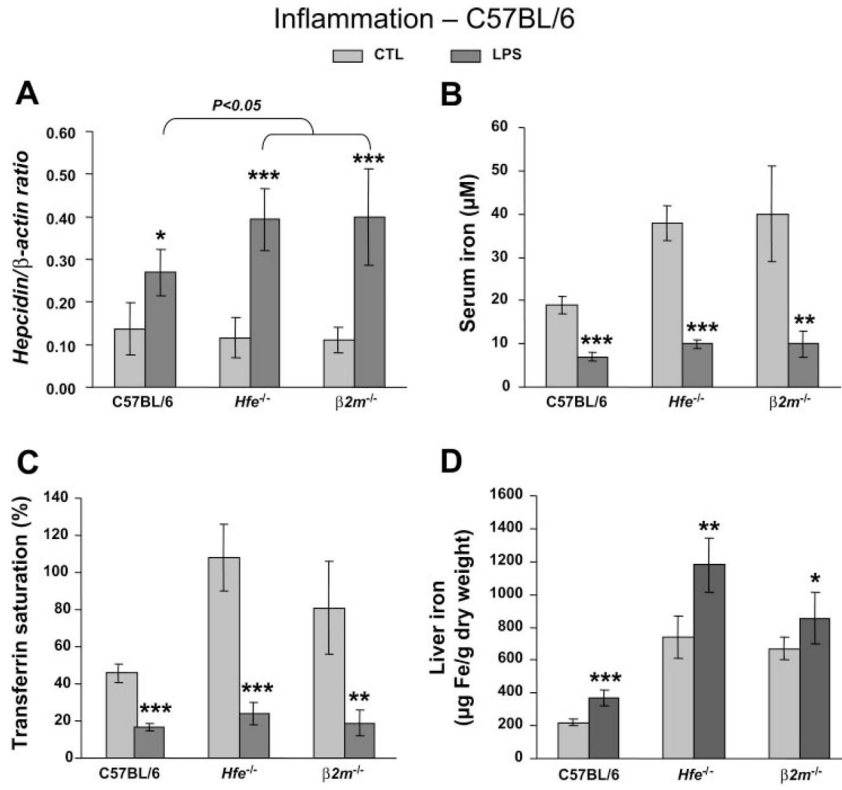 Inflammation – C57BL/6
CTL LPS
A
P<0.05
Hepcidin/β-actin ratio
0.60
0.50
0.40
0.30
0.20
0.10
0.00
*
***
***
C57BL/6 Hfe-/- β2m-/-
B
Serum iron (µM)
60
50
40
30
20
10
0
***
***
**
C57BL/6 Hfe-/- β2m-/-
C
Transferrin saturation (%)
140
120
100
80
60
40
20
0
***
***
**
C57BL/6 Hfe-/- β2m-/-
D
Liver iron
(µg Fe/g dry weight)
1600
1400
1200
1000
800
600
400
200
0
***
**
*
C57BL/6 Hfe-/- β2m-/-